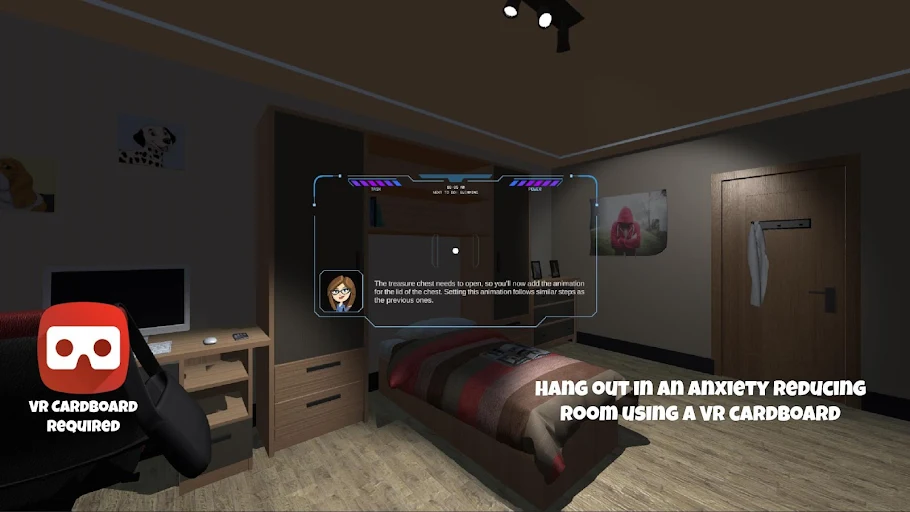 TASK
POWER
The treasure chest needs to open, so you'll now add the animation
for the lid of the chest. Setting this animation follows similar steps as
the previous ones.
VR CARDBOARD
REQUIRED
Hang out in an anxiety reducing
room using a VR cardboard